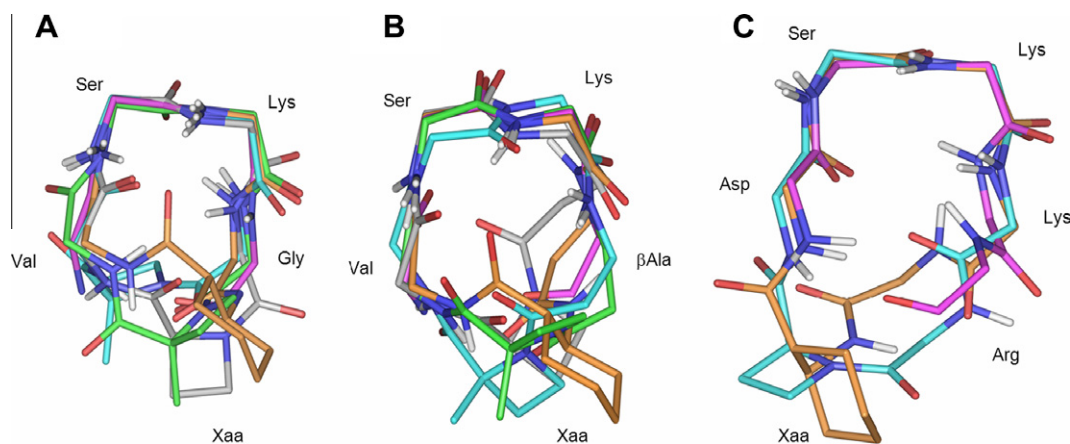 A
B
C
Ser
Lys
Val
Gly
Xaa
Ser
Lys
Val
βAla
Xaa
Ser
Lys
Asp
Lys
Arg
Xaa